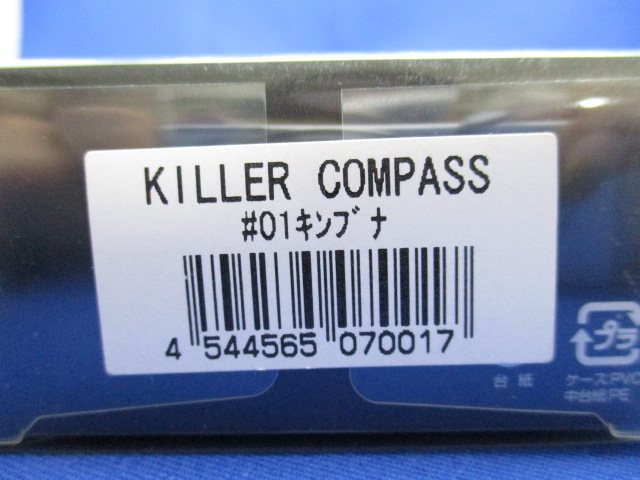 KILLER COMPASS
#01ｷﾝﾌﾞﾅ
4 544565 070017
プラ
台紙
ケース:PVC
中台紙:PE